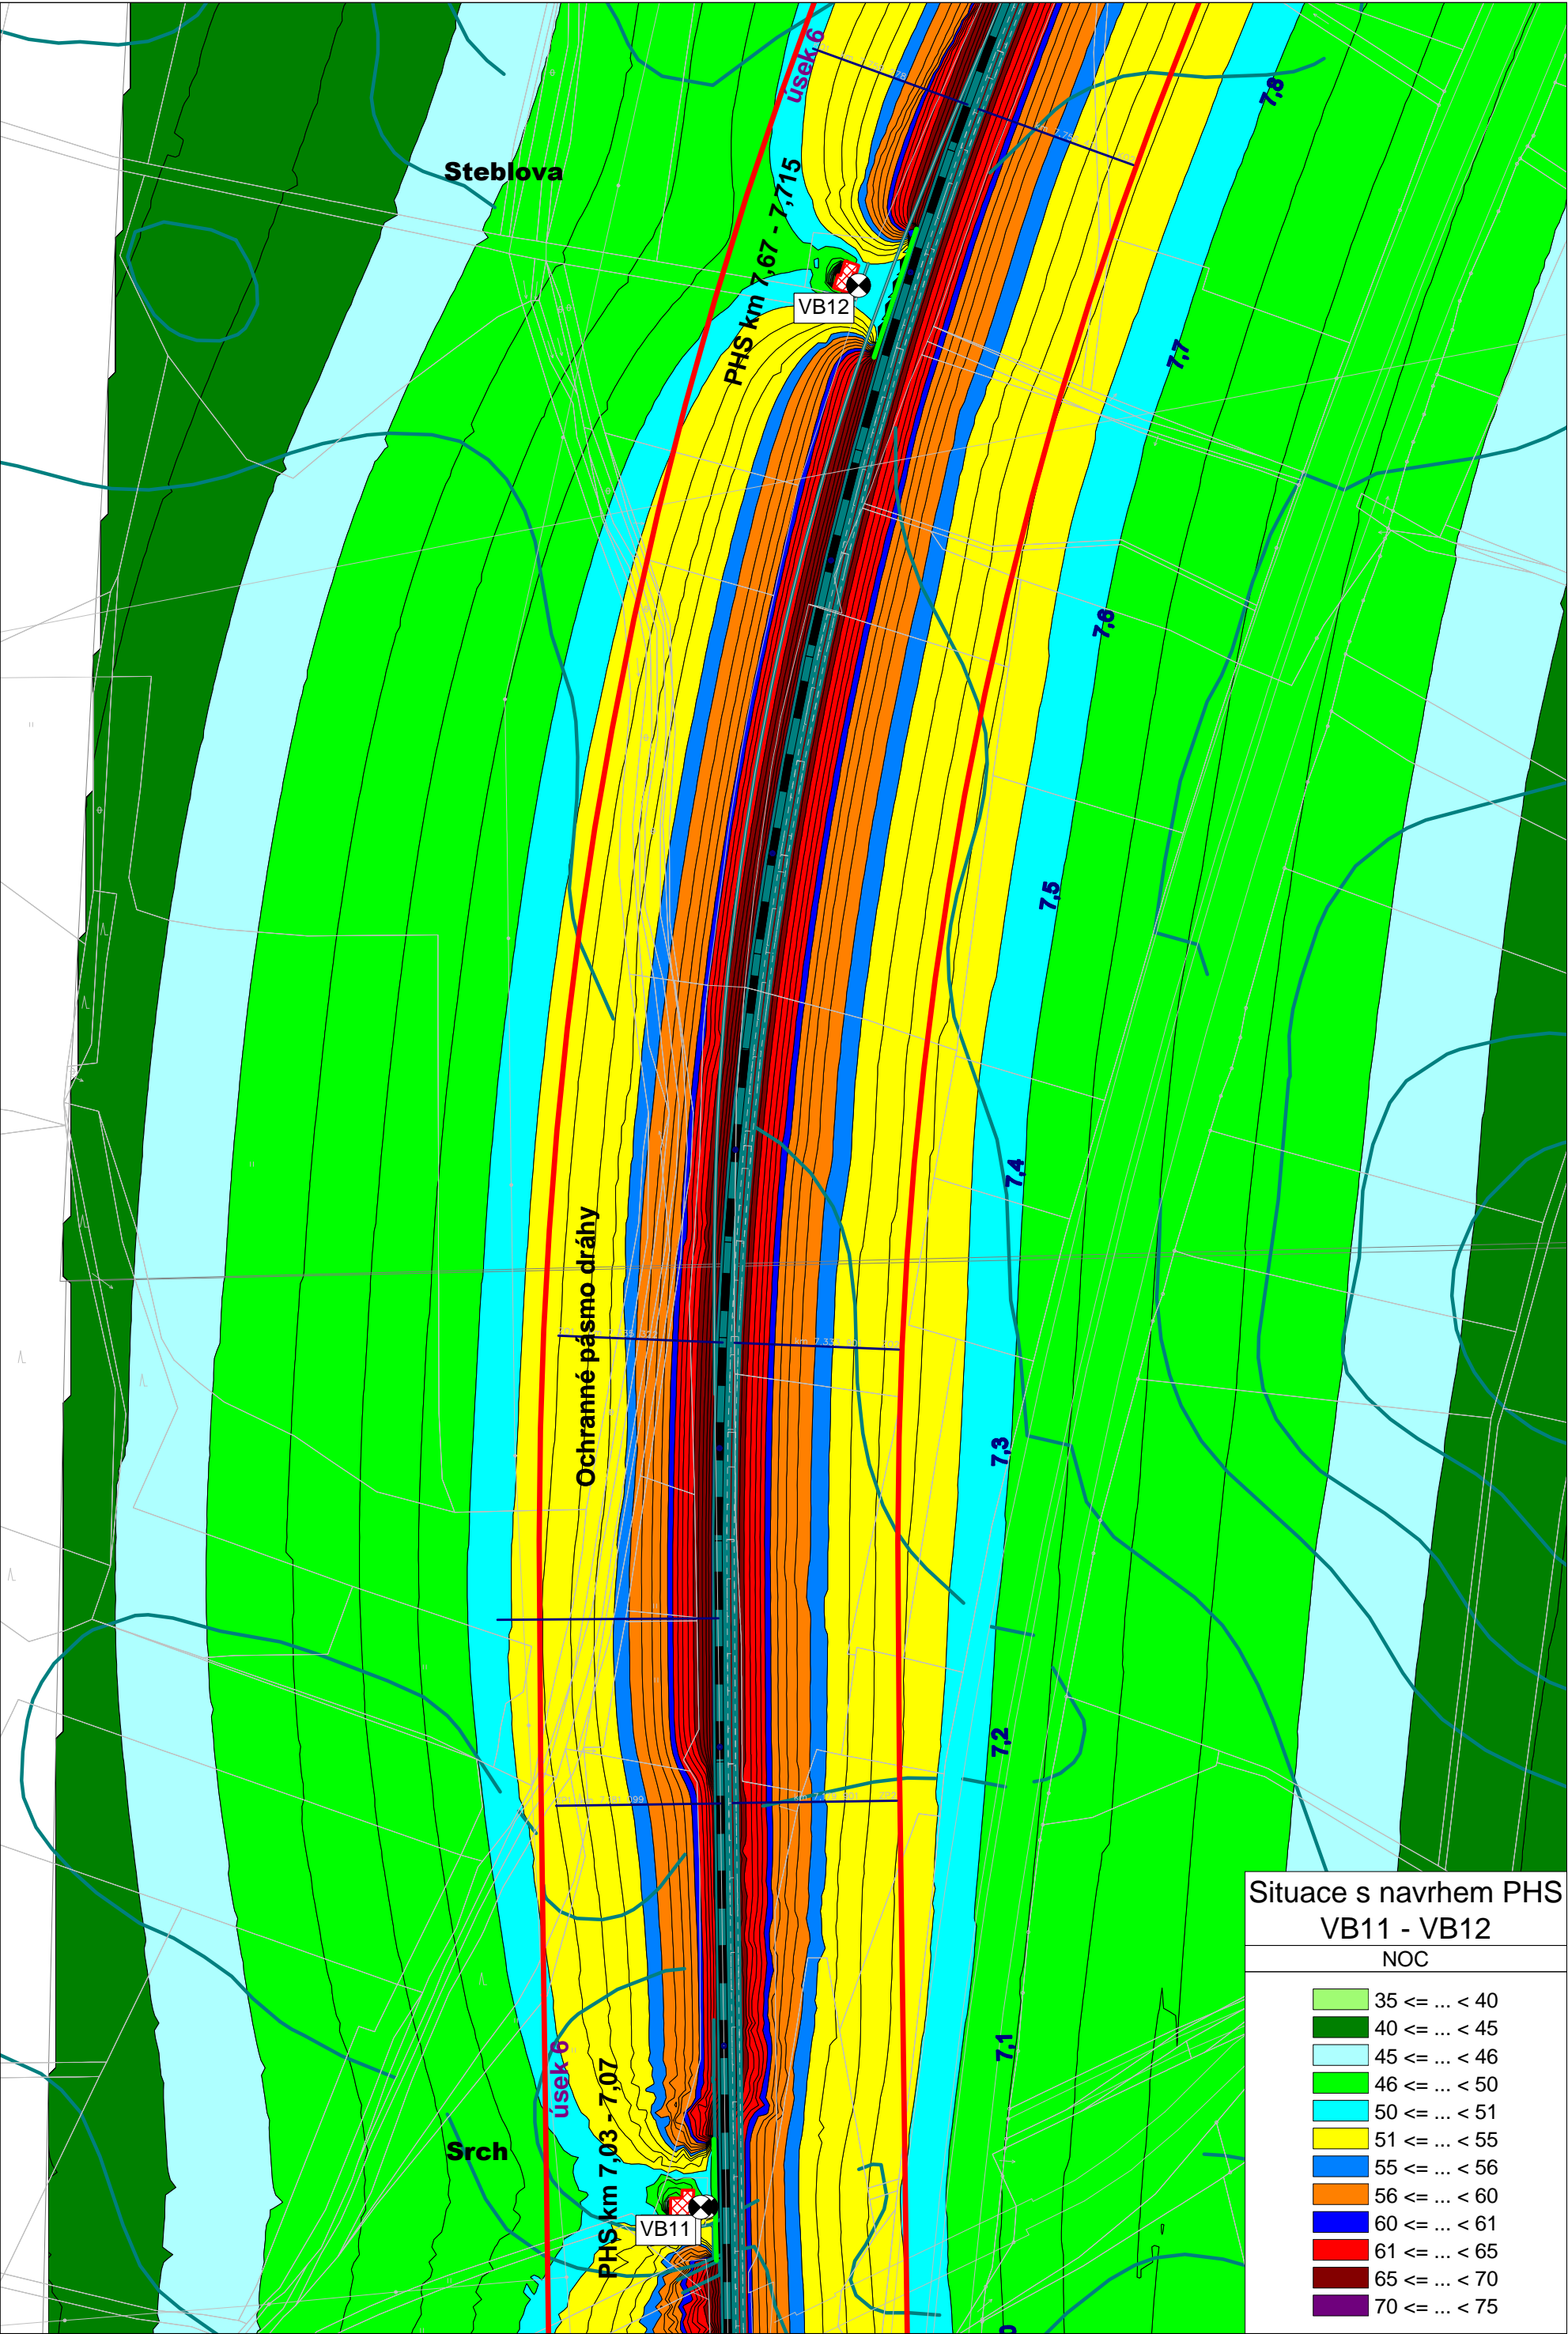 úsek 6
7,8
Steblova
PHS km 7,67 - 7,715
VB12
7,7
7,6
7,5
7,4
Ochranné pásmo dráhy
7,3
7,2
7,1
úsek 6
PHS km 7,03 - 7,07
Srch
VB11
Situace s navrhem PHS
VB11 - VB12
NOC
35 <= ... < 40
40 <= ... < 45
45 <= ... < 46
46 <= ... < 50
50 <= ... < 51
51 <= ... < 55
55 <= ... < 56
56 <= ... < 60
60 <= ... < 61
61 <= ... < 65
65 <= ... < 70
70 <= ... < 75